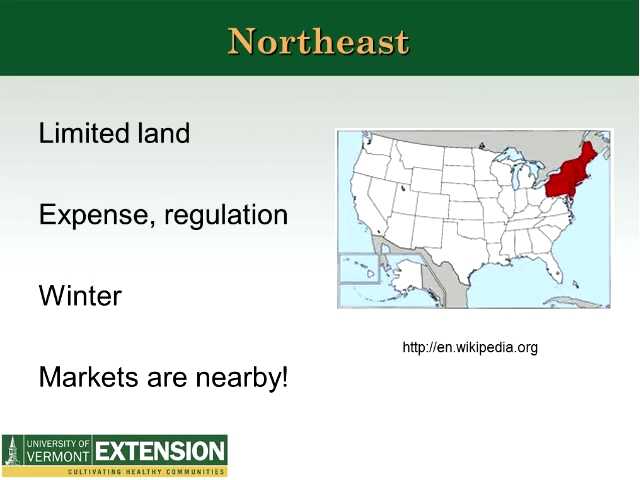 Northeast
Limited land
Expense, regulation
Winter
http://en.wikipedia.org
Markets are nearby!
UNIVERSITY OF
VERMONT
EXTENSION
CULTIVATING HEALTHY COMMUNITIES